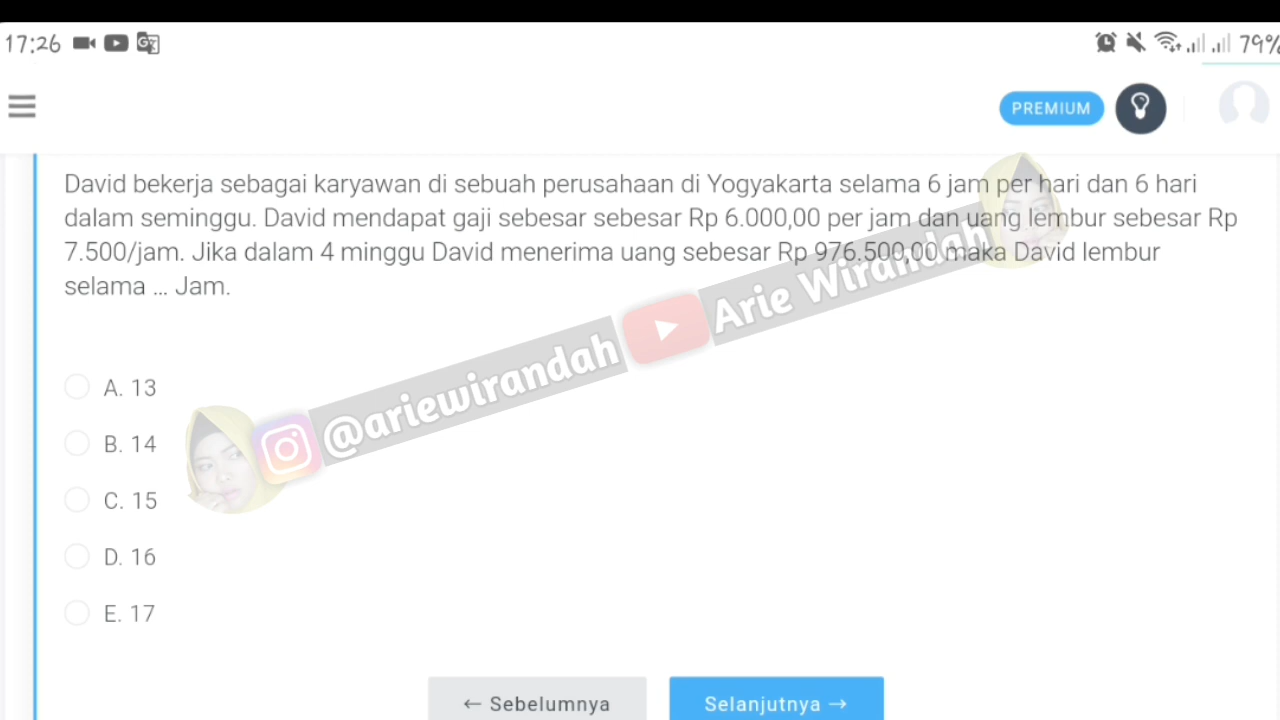 17:26
79%
PREMIUM
David bekerja sebagai karyawan di sebuah perusahaan di Yogyakarta selama 6 jam per hari dan 6 hari
dalam seminggu. David mendapat gaji sebesar sebesar Rp 6.000,00 per jam dan uang lembur sebesar Rp
7.500/jam. Jika dalam 4 minggu David menerima uang sebesar Rp 976.500,00 maka David lembur
selama ... Jam.
@ariewirandah Arie Wirandah
A. 13
B. 14
C. 15
D. 16
E. 17
← Sebelumnya
Selanjutnya →